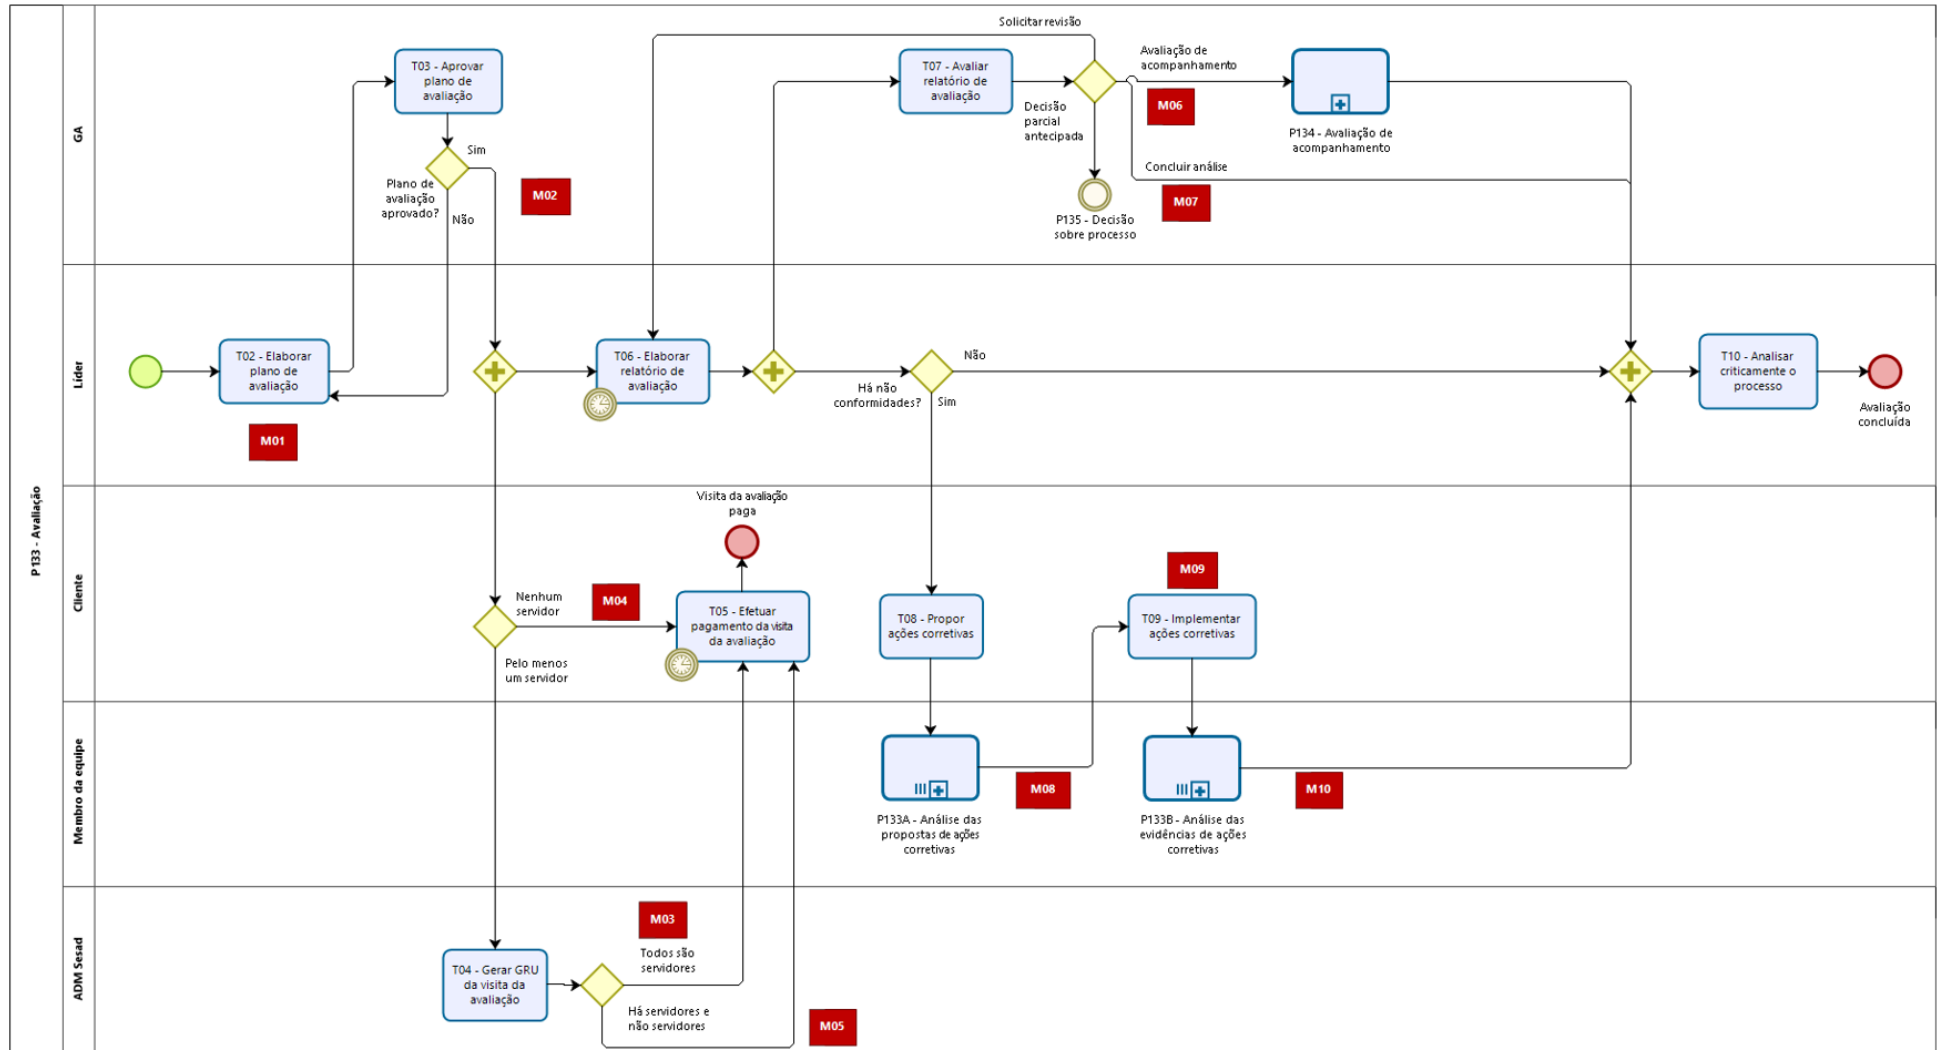 P133 - Avaliação
GA
T03 - Aprovar
plano de
avaliação
Sim
Plano de
avaliação
aprovado?
Não
M02
Solicitar revisão
T07 - Avaliar
relatório de
avaliação
Decisão
parcial
antecipada
Avaliação de
acompanhamento
M06
P134 - Avaliação de
acompanhamento
Concluir análise
M07
P135 - Decisão
sobre processo
Líder
T02 - Elaborar
plano de
avaliação
M01
T06 - Elaborar
relatório de
avaliação
Há não
conformidades?
Não
Sim
T10 - Analisar
criticamente o
processo
Avaliação
concluída
Cliente
Visita da avaliação
paga
Nenhum
servidor
M04
T05 - Efetuar
pagamento da visita
da avaliação
Pelo menos
um servidor
T08 - Propor
ações corretivas
M09
T09 - Implementar
ações corretivas
Membro da equipe
P133A - Análise das
propostas de ações
corretivas
M08
P133B - Análise das
evidências de ações
corretivas
M10
ADM Sesad
T04 - Gerar GRU
da visita da
avaliação
M03
Todos são
servidores
Há servidores e
não servidores
M05